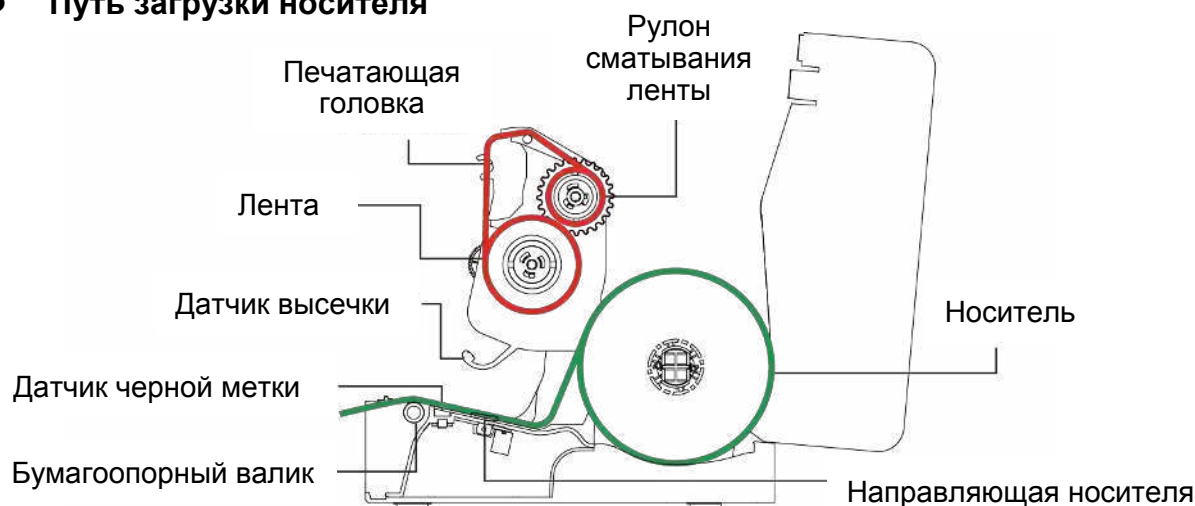 Путь загрузки носителя
Рулон
сматывания
ленты
Печатающая
головка
Лента
Датчик высечки
Носитель
Датчик черной метки
Бумагоопорный валик
Направляющая носителя